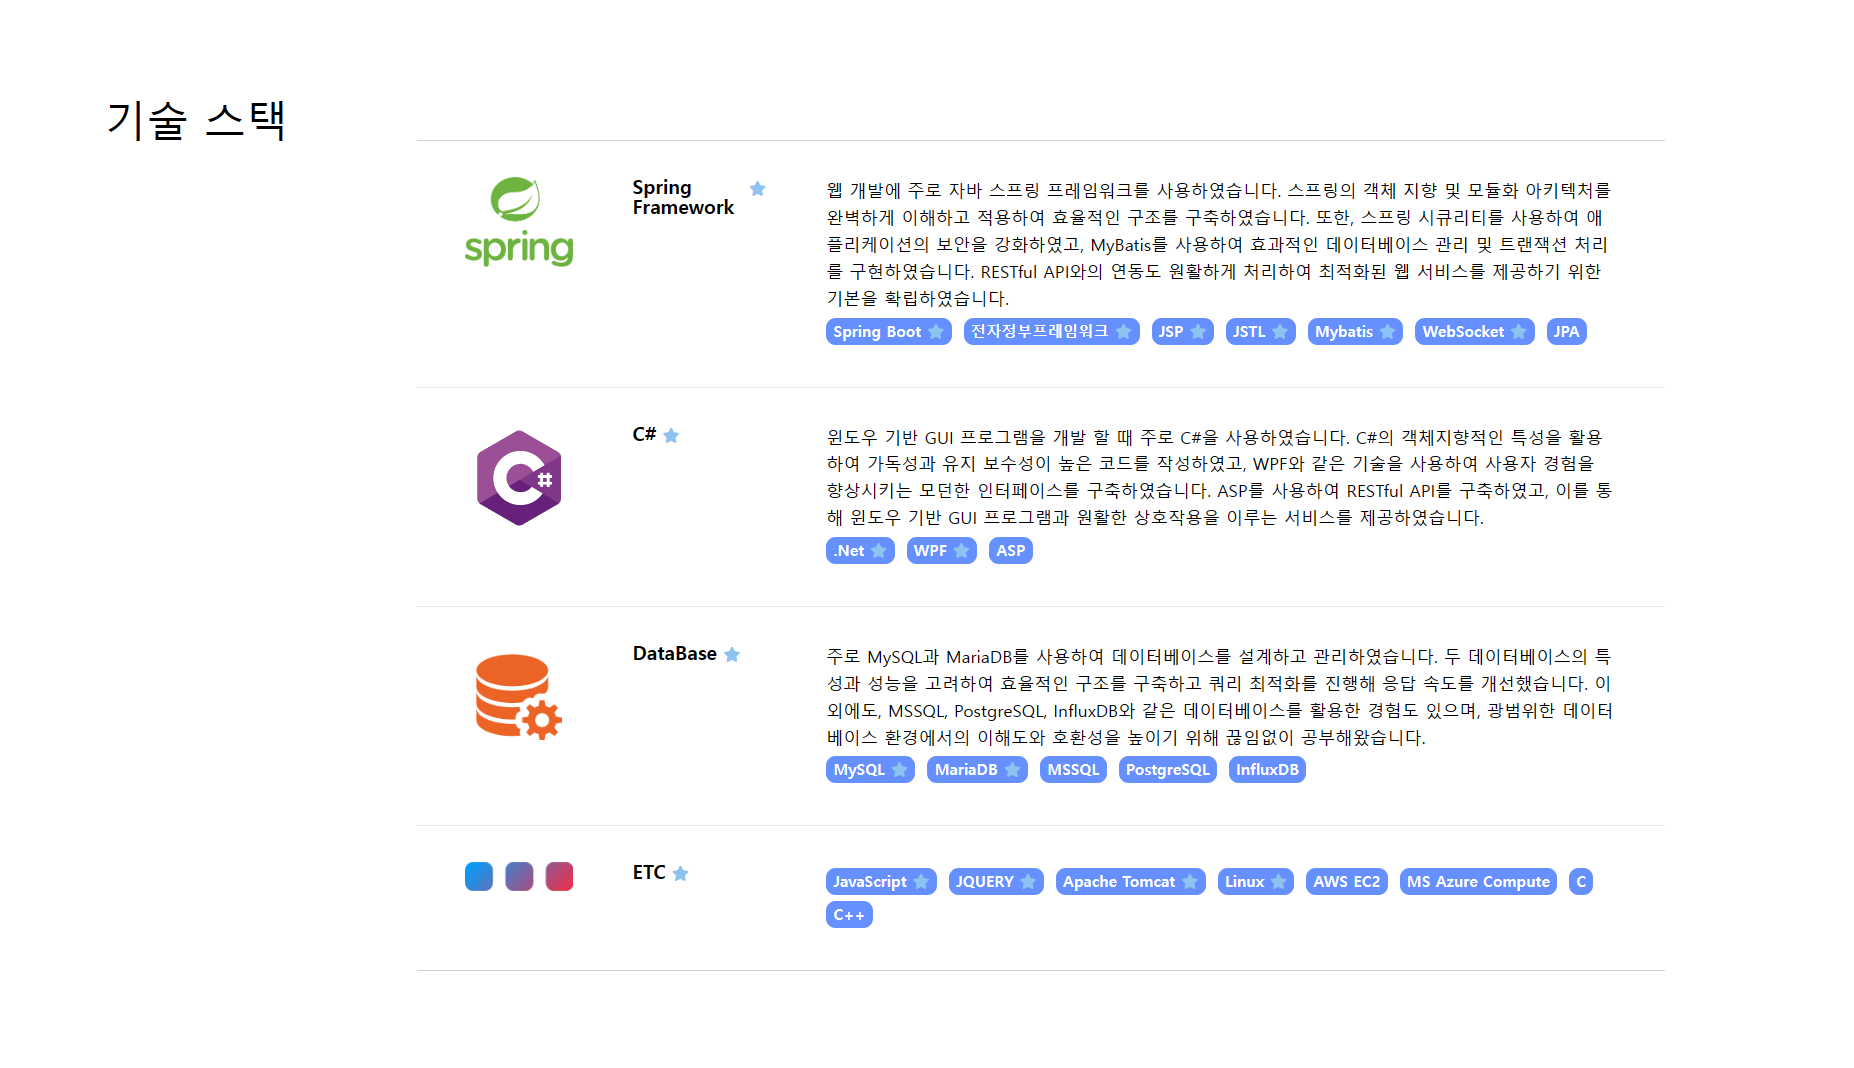 기술 스택
spring
Spring
Framework
웹 개발에 주로 자바 스프링 프레임워크를 사용하였습니다. 스프링의 객체 지향 및 모듈화 아키텍처를
완벽하게 이해하고 적용하여 효율적인 구조를 구축하였습니다. 또한, 스프링 시큐리티를 사용하여 애
플리케이션의 보안을 강화하였고, MyBatis를 사용하여 효과적인 데이터베이스 관리 및 트랜잭션 처리
를 구현하였습니다. RESTful API와의 연동도 원활하게 처리하여 최적화된 웹 서비스를 제공하기 위한
기본을 확립하였습니다.
Spring Boot 전자정부프레임워크 JSP JSTL Mybatis WebSocket JPA
C#
C#
윈도우 기반 GUI 프로그램을 개발 할 때 주로 C#을 사용하였습니다. C#의 객체지향적인 특성을 활용
하여 가독성과 유지 보수성이 높은 코드를 작성하였고, WPF와 같은 기술을 사용하여 사용자 경험을
향상시키는 모던한 인터페이스를 구축하였습니다. ASP를 사용하여 RESTful API를 구축하였고, 이를 통
해 윈도우 기반 GUI 프로그램과 원활한 상호작용을 이루는 서비스를 제공하였습니다.
.Net WPF ASP
DataBase
주로 MySQL과 MariaDB를 사용하여 데이터베이스를 설계하고 관리하였습니다. 두 데이터베이스의 특
성과 성능을 고려하여 효율적인 구조를 구축하고 쿼리 최적화를 진행해 응답 속도를 개선했습니다. 이
외에도, MSSQL, PostgreSQL, InfluxDB와 같은 데이터베이스를 활용한 경험도 있으며, 광범위한 데이터
베이스 환경에서의 이해도와 호환성을 높이기 위해 끊임없이 공부해왔습니다.
MySQL MariaDB MSSQL PostgreSQL InfluxDB
ETC
JavaScript JQUERY Apache Tomcat Linux AWS EC2 MS Azure Compute C
C++